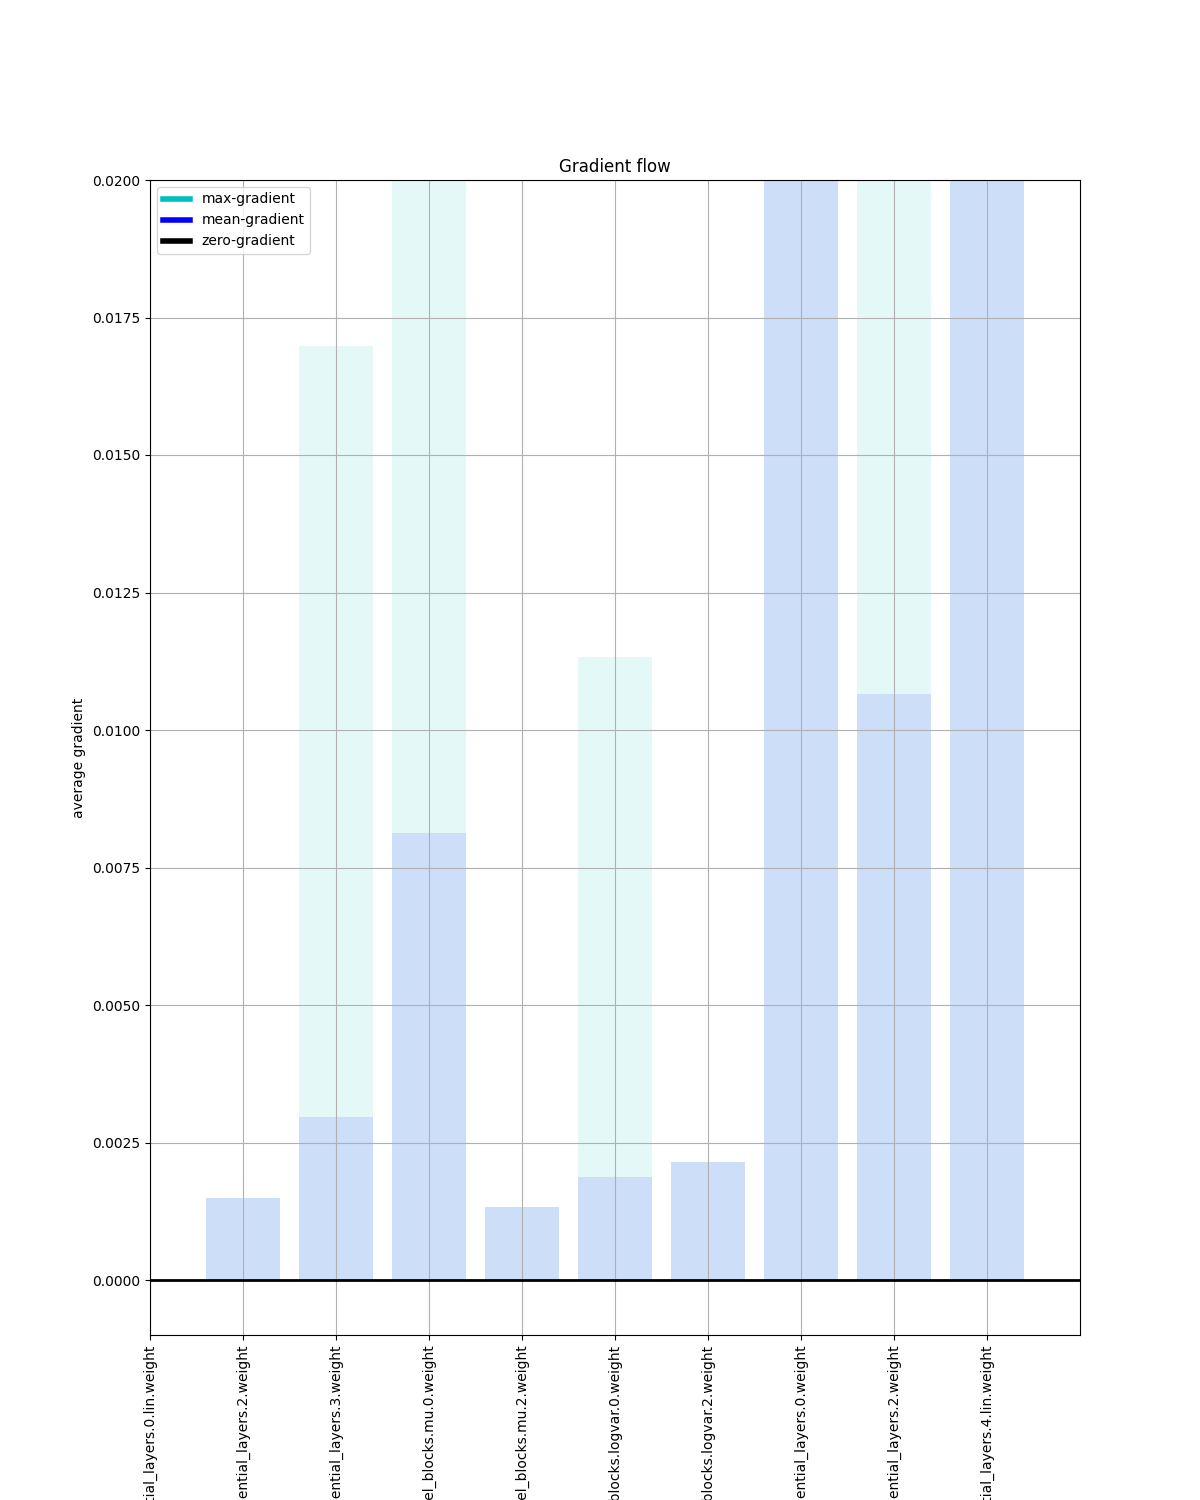 Gradient flow
max-gradient
mean-gradient
zero-gradient
0.0200
0.0175
0.0150
0.0125
0.0100
0.0075
0.0050
0.0025
0.0000
average gradient
tial_layers.0.lin.weight
ential_layers.2.weight
ential_layers.3.weight
el_blocks.mu.0.weight
el_blocks.mu.2.weight
blocks.logvar.0.weight
blocks.logvar.2.weight
ential_layers.0.weight
ential_layers.2.weight
tial_layers.4.lin.weight